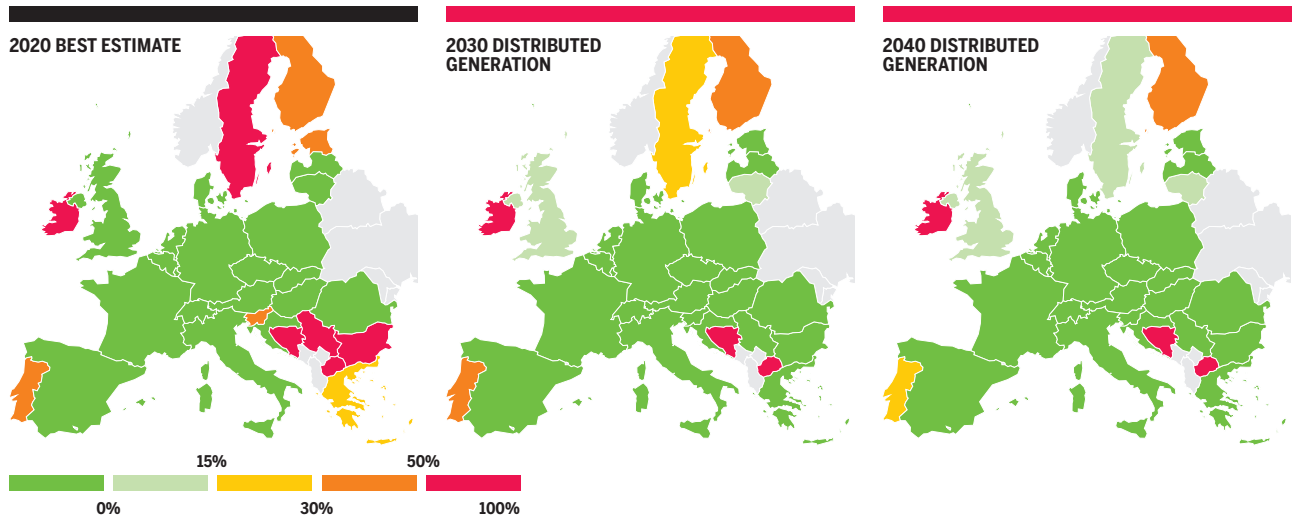 2020 BEST ESTIMATE
2030 DISTRIBUTED
GENERATION
2040 DISTRIBUTED
GENERATION
15%
50%
0%
30%
100%